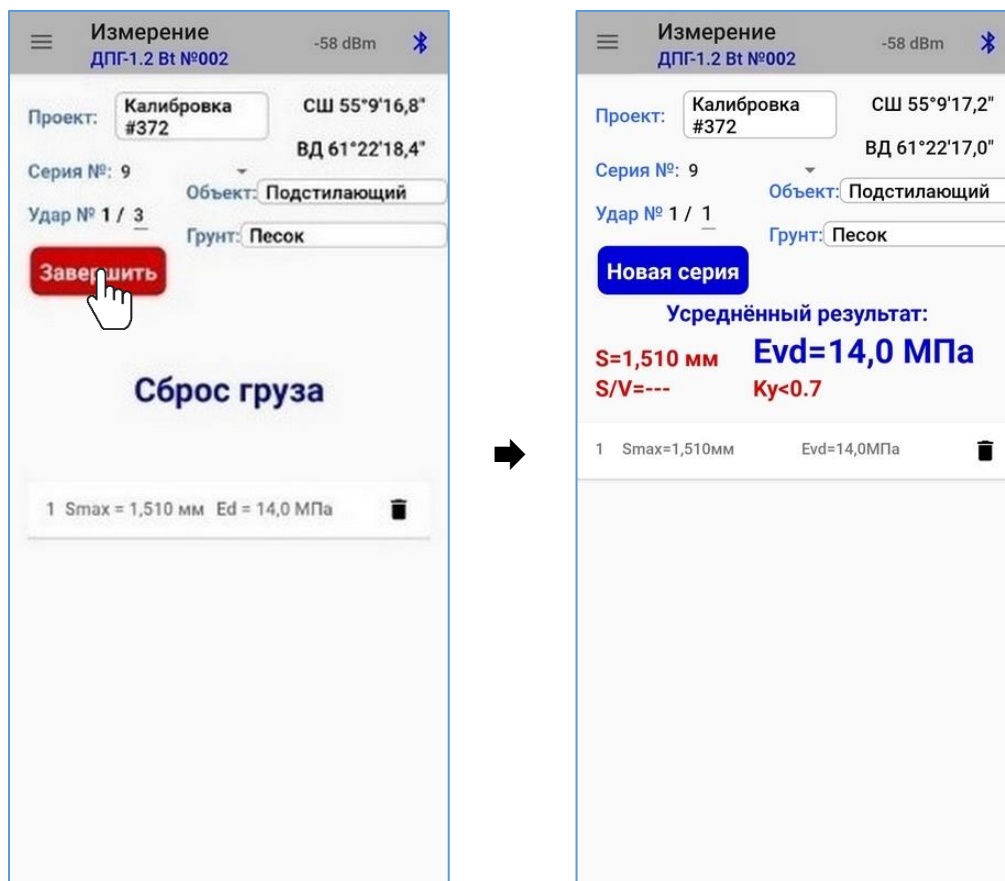 Измерение
ДПГ-1.2 Bt №002
-58 dBm
Проект:
Калибровка
#372
СШ 55°9'16,8"
ВД 61°22'18,4"
Серия №: 9
Объект: Подстилающий
Удар № 1 / 3
Грунт: Песок
Завершить
Сброс груза
1 Smax = 1,510 мм Ed = 14,0 МПа
Измерение
ДПГ-1.2 Bt №002
-58 dBm
Проект:
Калибровка
#372
СШ 55°9'17,2"
ВД 61°22'17,0"
Серия №: 9
Объект: Подстилающий
Удар № 1 / 1
Грунт: Песок
Новая серия
Усреднённый результат:
S=1,510 мм Evd=14,0 МПа
S/V=--- Ку<0.7
1 Smax=1,510мм Evd=14,0МПа